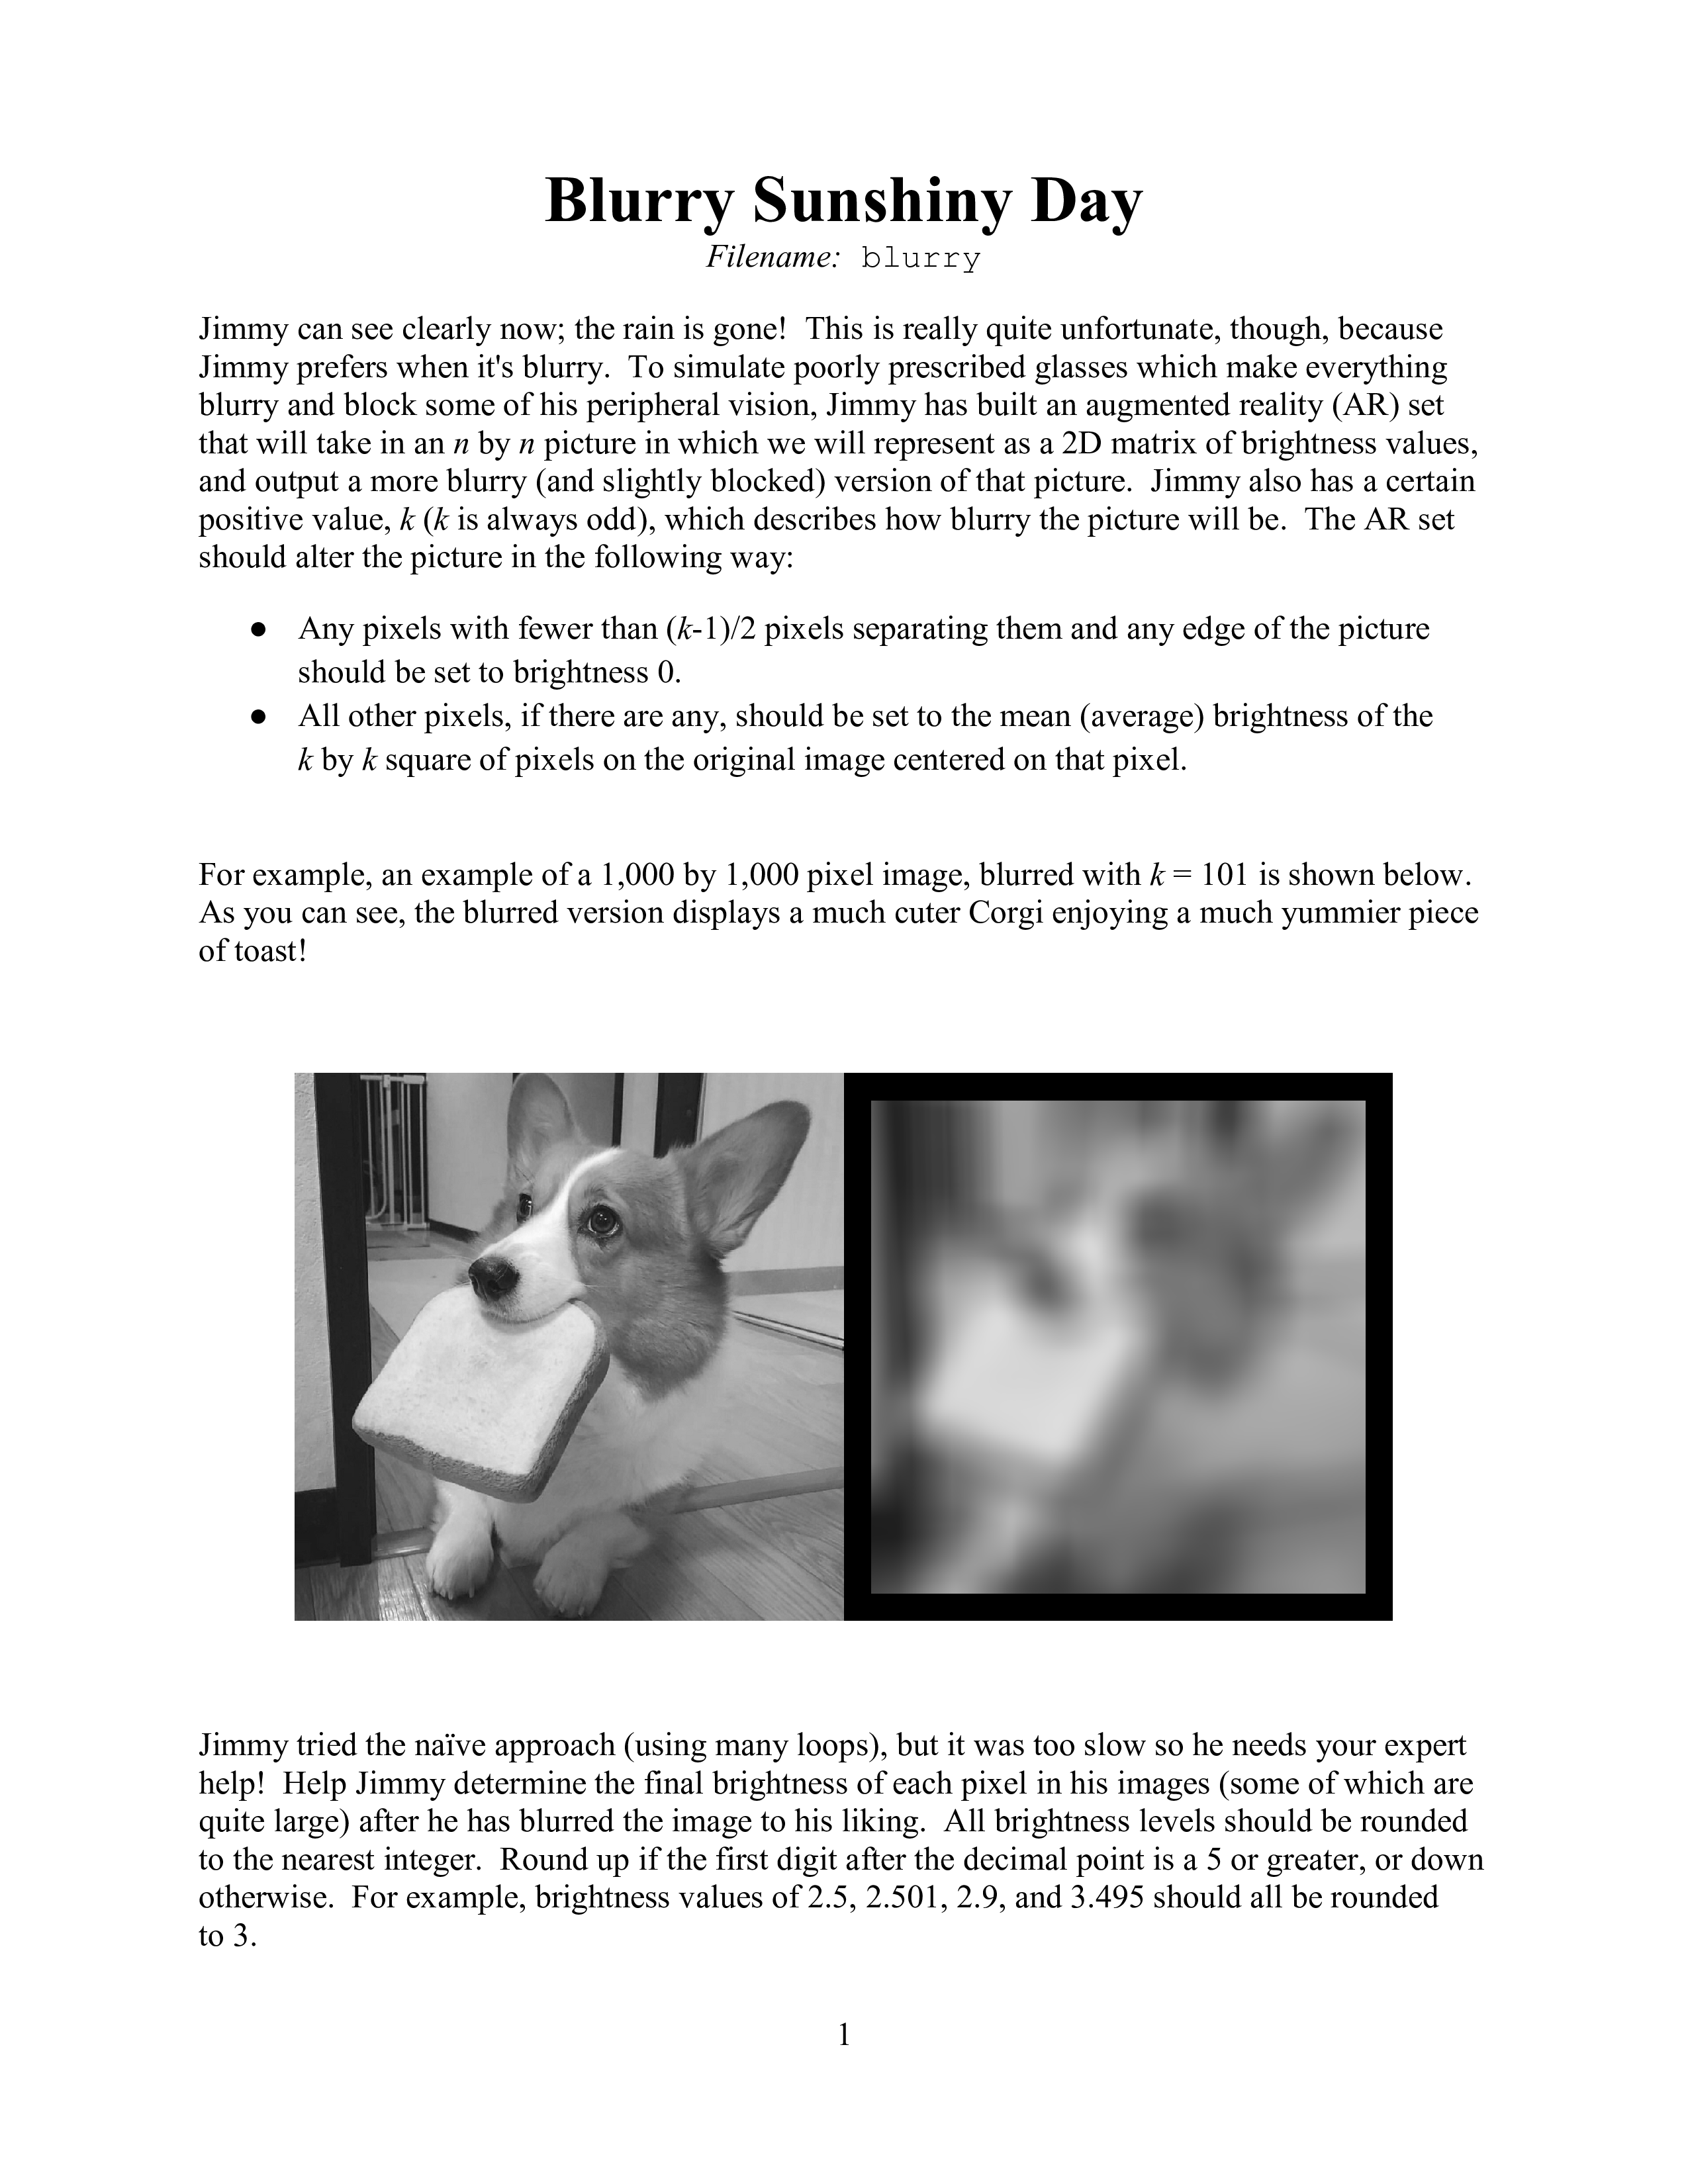 Blurry Sunshiny Day
Filename: blurry
Jimmy can see clearly now; the rain is gone! This is really quite unfortunate, though, because
Jimmy prefers when it's blurry. To simulate poorly prescribed glasses which make everything
blurry and block some of his peripheral vision, Jimmy has built an augmented reality (AR) set
that will take in an n by n picture in which we will represent as a 2D matrix of brightness values,
and output a more blurry (and slightly blocked) version of that picture. Jimmy also has a certain
positive value, k (k is always odd), which describes how blurry the picture will be. The AR set
should alter the picture in the following way:
● Any pixels with fewer than (k-1)/2 pixels separating them and any edge of the picture
should be set to brightness 0.
● All other pixels, if there are any, should be set to the mean (average) brightness of the
k by k square of pixels on the original image centered on that pixel.
For example, an example of a 1,000 by 1,000 pixel image, blurred with k = 101 is shown below.
As you can see, the blurred version displays a much cuter Corgi enjoying a much yummier piece
of toast!
Jimmy tried the naïve approach (using many loops), but it was too slow so he needs your expert
help! Help Jimmy determine the final brightness of each pixel in his images (some of which are
quite large) after he has blurred the image to his liking. All brightness levels should be rounded
to the nearest integer. Round up if the first digit after the decimal point is a 5 or greater, or down
otherwise. For example, brightness values of 2.5, 2.501, 2.9, and 3.495 should all be rounded
to 3.
1